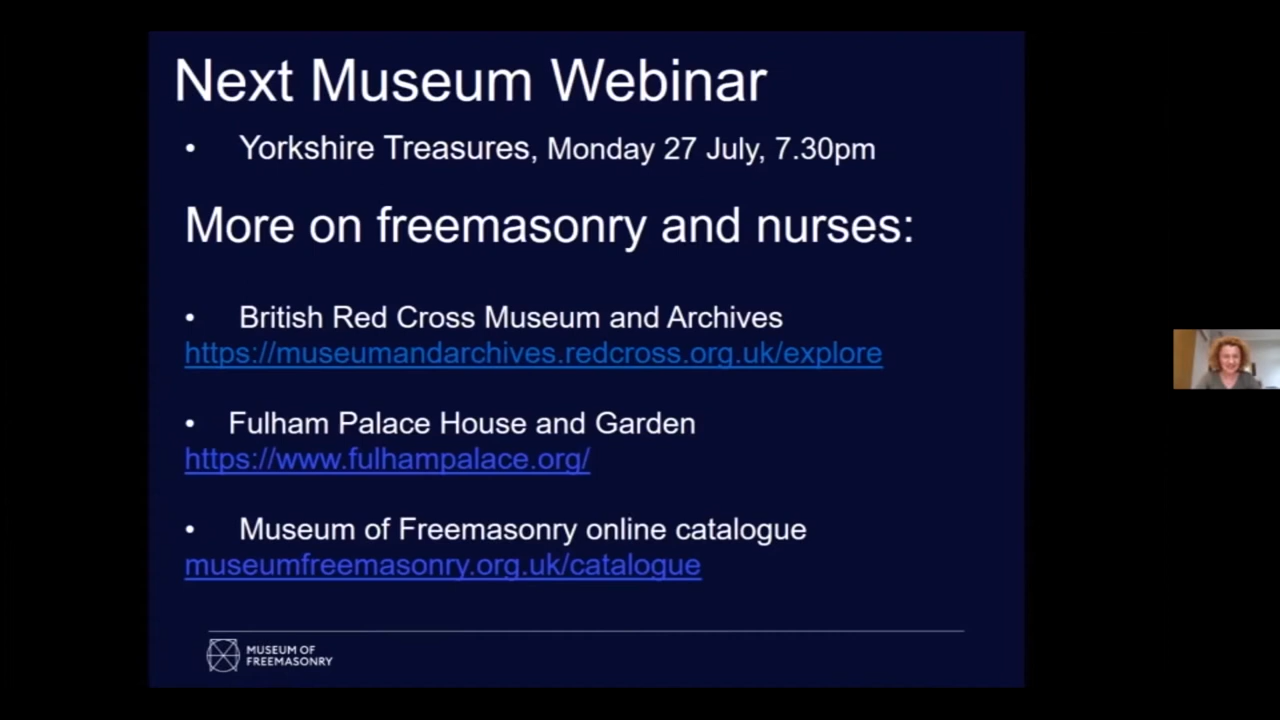 Next Museum Webinar
• Yorkshire Treasures, Monday 27 July, 7.30pm
More on freemasonry and nurses:
• British Red Cross Museum and Archives
https://museumandarchives.redcross.org.uk/explore
• Fulham Palace House and Garden
https://www.fulhampalace.org/
• Museum of Freemasonry online catalogue
museumfreemasonry.org.uk/catalogue
MUSEUM OF
FREEMASONRY